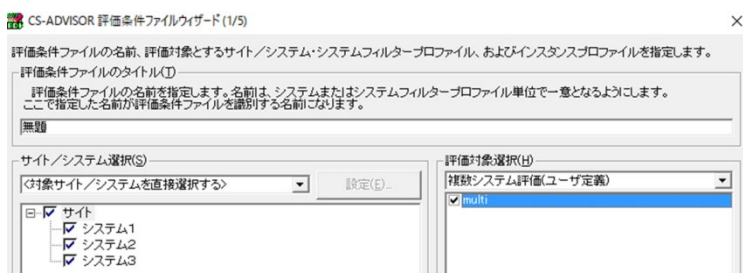 CS-ADVISOR 評価条件ファイルウィザード (1/5)
評価条件ファイルの名前、評価対象とするサイト／システム・システムフィルタープロファイル、およびインスタンスプロファイルを指定します。
評価条件ファイルのタイトル(T)
評価条件ファイルの名前を指定します。名前は、システムまたはシステムフィルタープロファイル単位で一意となるようにします。
ここで指定した名前が評価条件ファイルを識別する名前になります。
無題
サイト／システム選択(S)
<対象サイト／システムを直接選択する>
設定(E)...
サイト
システム1
システム2
システム3
評価対象選択(H)
複数システム評価(ユーザ定義)
multi